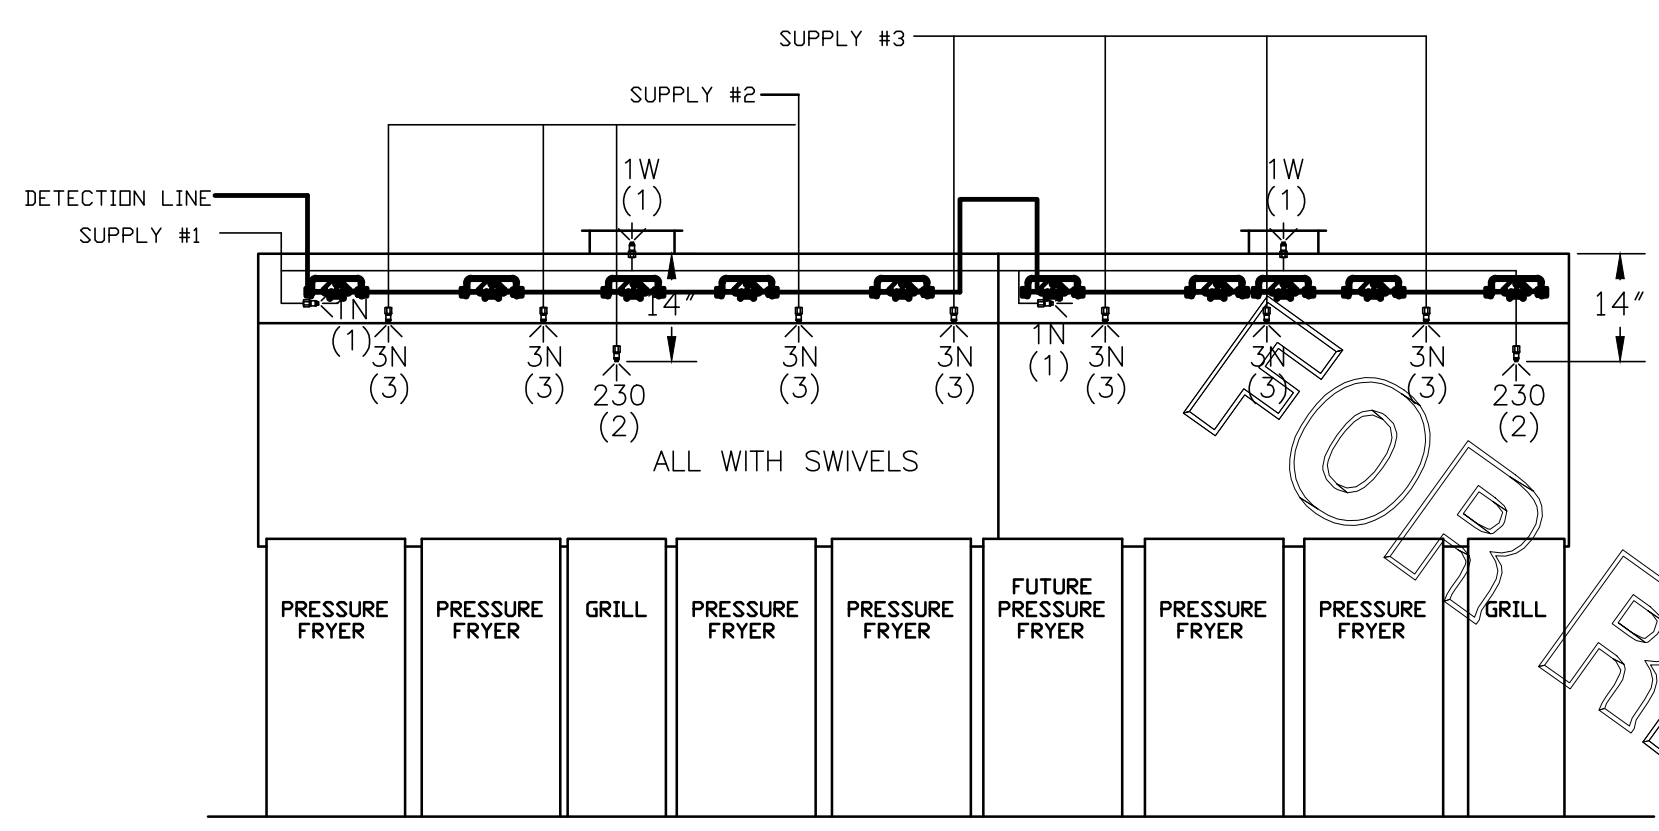 SUPPLY #3
SUPPLY #2
DETECTION LINE
SUPPLY #1
1W
(1)
1W
(1)
14"
14"
1N
(1)
3N
(3)
3N
(3)
230
(2)
3N
(3)
3N
(3)
1N
(1)
3N
(3)
3N
(3)
3N
(3)
230
(2)
ALL WITH SWIVELS
FOR R
PRESSURE
FRYER
PRESSURE
FRYER
GRILL
PRESSURE
FRYER
PRESSURE
FRYER
FUTURE
PRESSURE
FRYER
PRESSURE
FRYER
PRESSURE
FRYER
GRILL